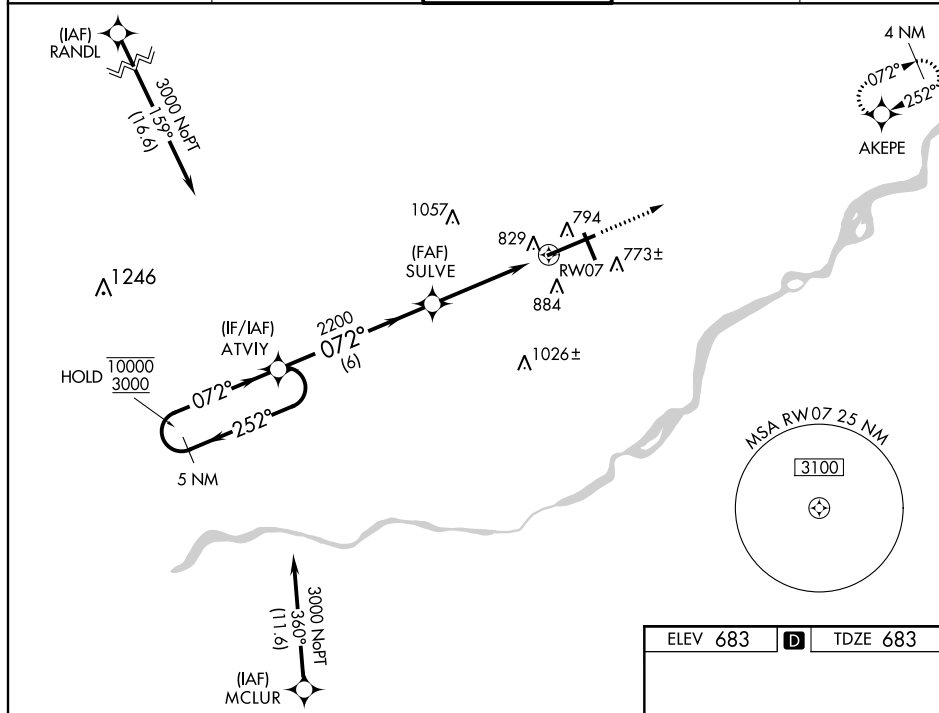 (IAF)
RANDL
3000 NoPT
159°
(16.6)
4 NM
072°
252°
AKEPE
1057
829
794
RW07
773±
884
(FAF)
SULVE
1246
(IF/IAF)
ATVIY
2200
072°
(6)
1026±
HOLD
10000
3000
072°
252°
5 NM
MSA RW07 25 NM
3100
3000 NoPT
360°
(11.6)
(IAF)
MCLUR
ELEV 683 D TDZE 683